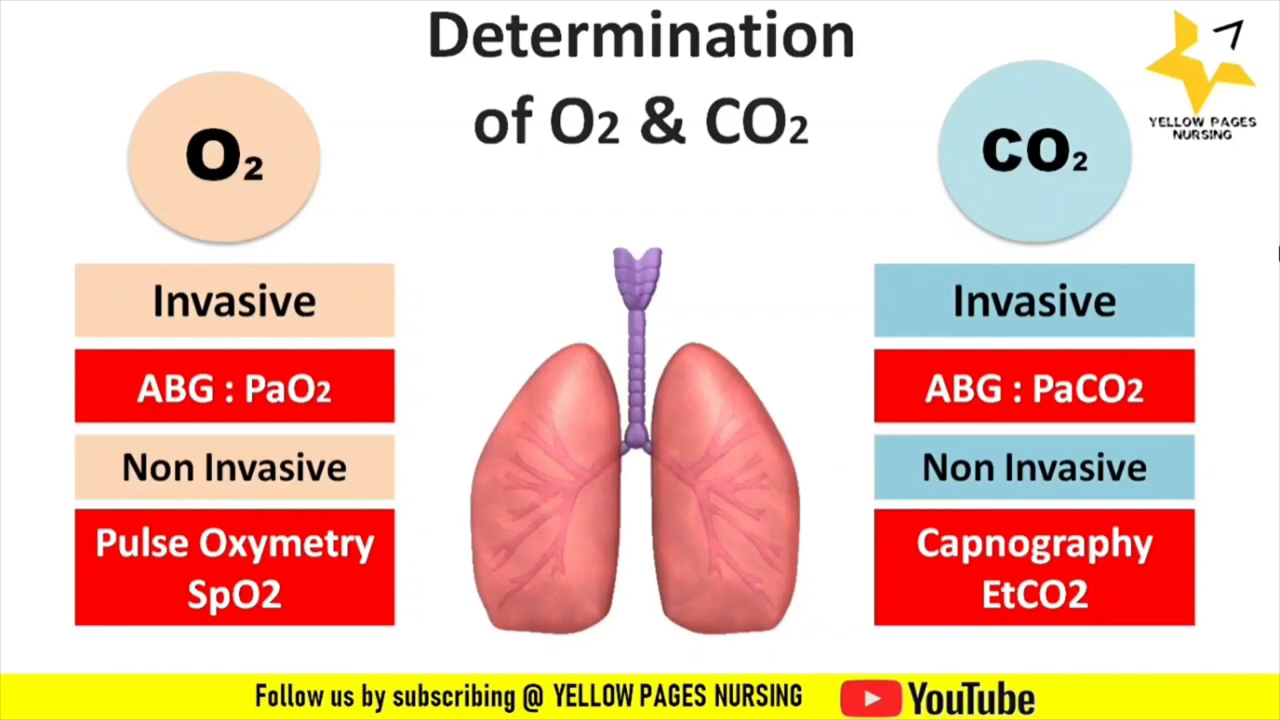 Determination
of O2 & CO2
YELLOW PAGES
NURSING
O2
Invasive
ABG : PaO2
Non Invasive
Pulse Oxymetry
SpO2
CO2
Invasive
ABG : PaCO2
Non Invasive
Capnography
EtCO2
Follow us by subscribing @ YELLOW PAGES NURSING YouTube